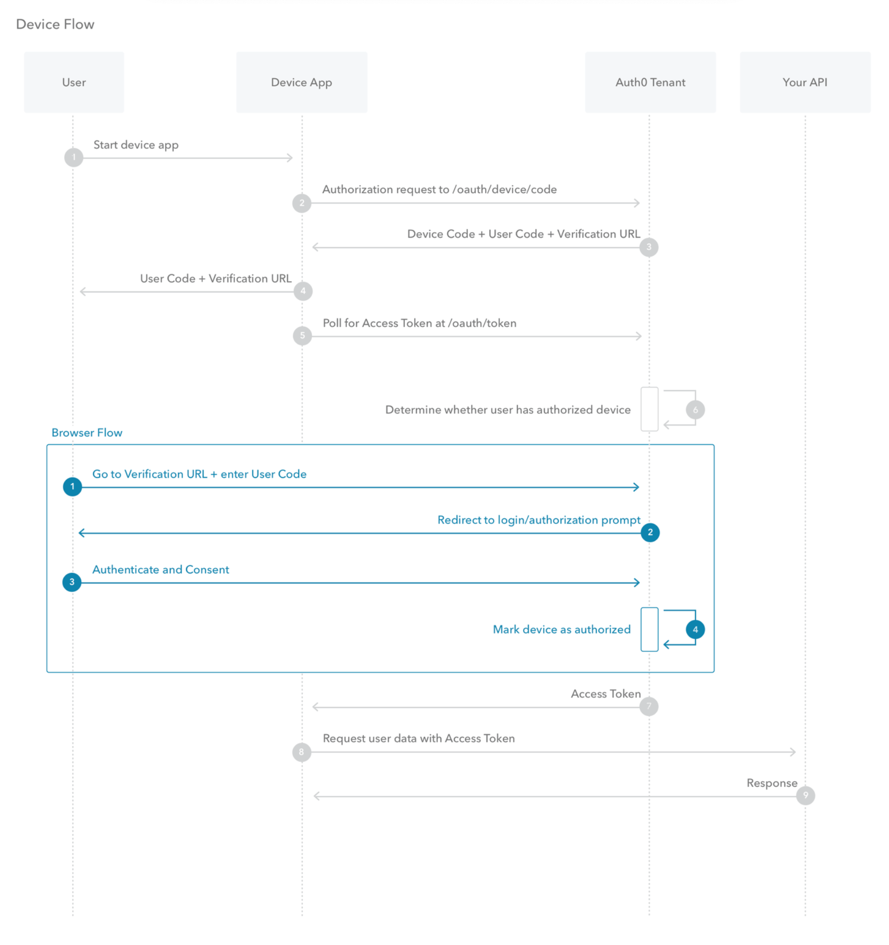 Device Flow
User
Device App
Auth0 Tenant
Your API
Start device app
1
Authorization request to /oauth/device/code
2
Device Code + User Code + Verification URL
3
User Code + Verification URL
4
Poll for Access Token at /oauth/token
5
Determine whether user has authorized device
6
Browser Flow
Go to Verification URL + enter User Code
1
Redirect to login/authorization prompt
2
Authenticate and Consent
3
Mark device as authorized
4
Access Token
7
Request user data with Access Token
8
Response
9